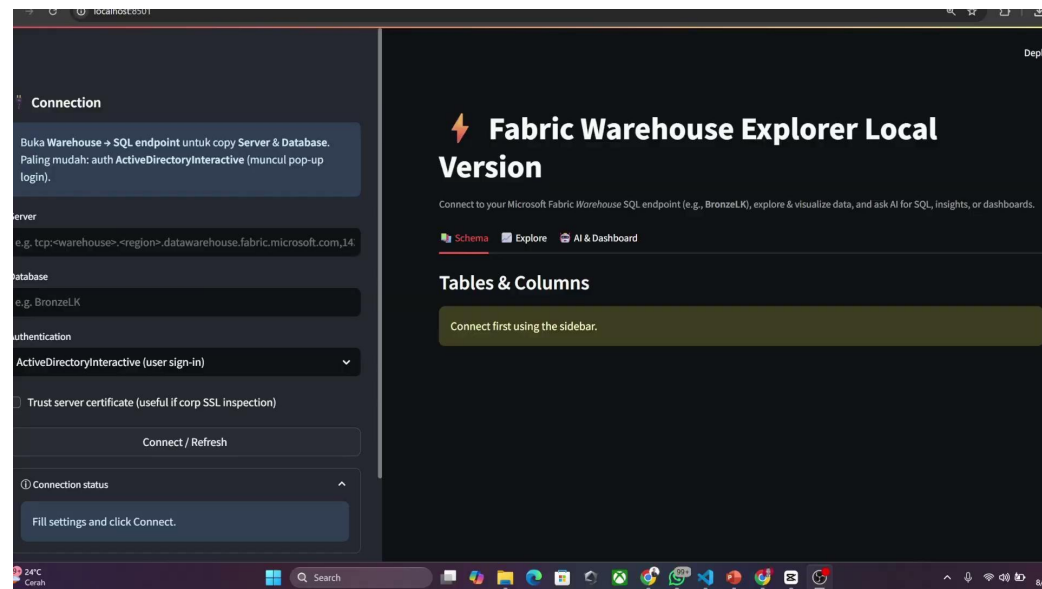 localhost:8501
Connection
Buka Warehouse → SQL endpoint untuk copy Server & Database.
Paling mudah: auth ActiveDirectoryInteractive (muncul pop-up
login).
erver
e.g. tcp:<warehouse>.<region>.datawarehouse.fabric.microsoft.com,14
atabase
e.g. BronzeLK
uthentication
ActiveDirectoryInteractive (user sign-in)
Trust server certificate (useful if corp SSL inspection)
Connect / Refresh
Connection status
Fill settings and click Connect.
Depl
Fabric Warehouse Explorer Local
Version
Connect to your Microsoft Fabric Warehouse SQL endpoint (e.g., BronzeLK), explore & visualize data, and ask AI for SQL, insights, or dashboards.
Schema Explore AI & Dashboard
Tables & Columns
Connect first using the sidebar.
24°C
Cerah
Search
99+
8/